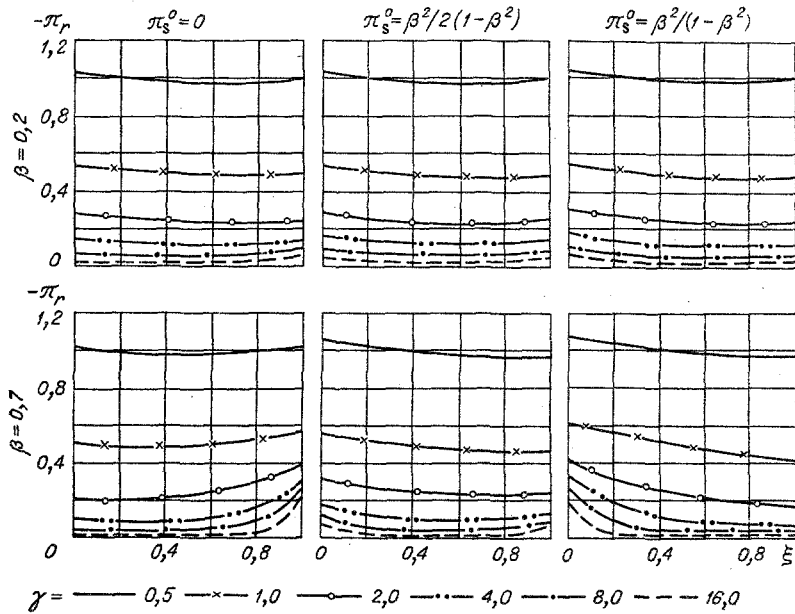 -π_r  π_s^0=0  π_s^0=β²/2(1-β²)  π_s^0=β²/(1-β²)
1,2
0,8
β=0,2
0,4
0
-π_r
1,2
0,8
β=0,7
0,4
0  0,4  0,8  0  0,4  0,8  0  0,4  0,8  ξ
γ = 0,5  1,0  2,0  4,0  8,0  16,0